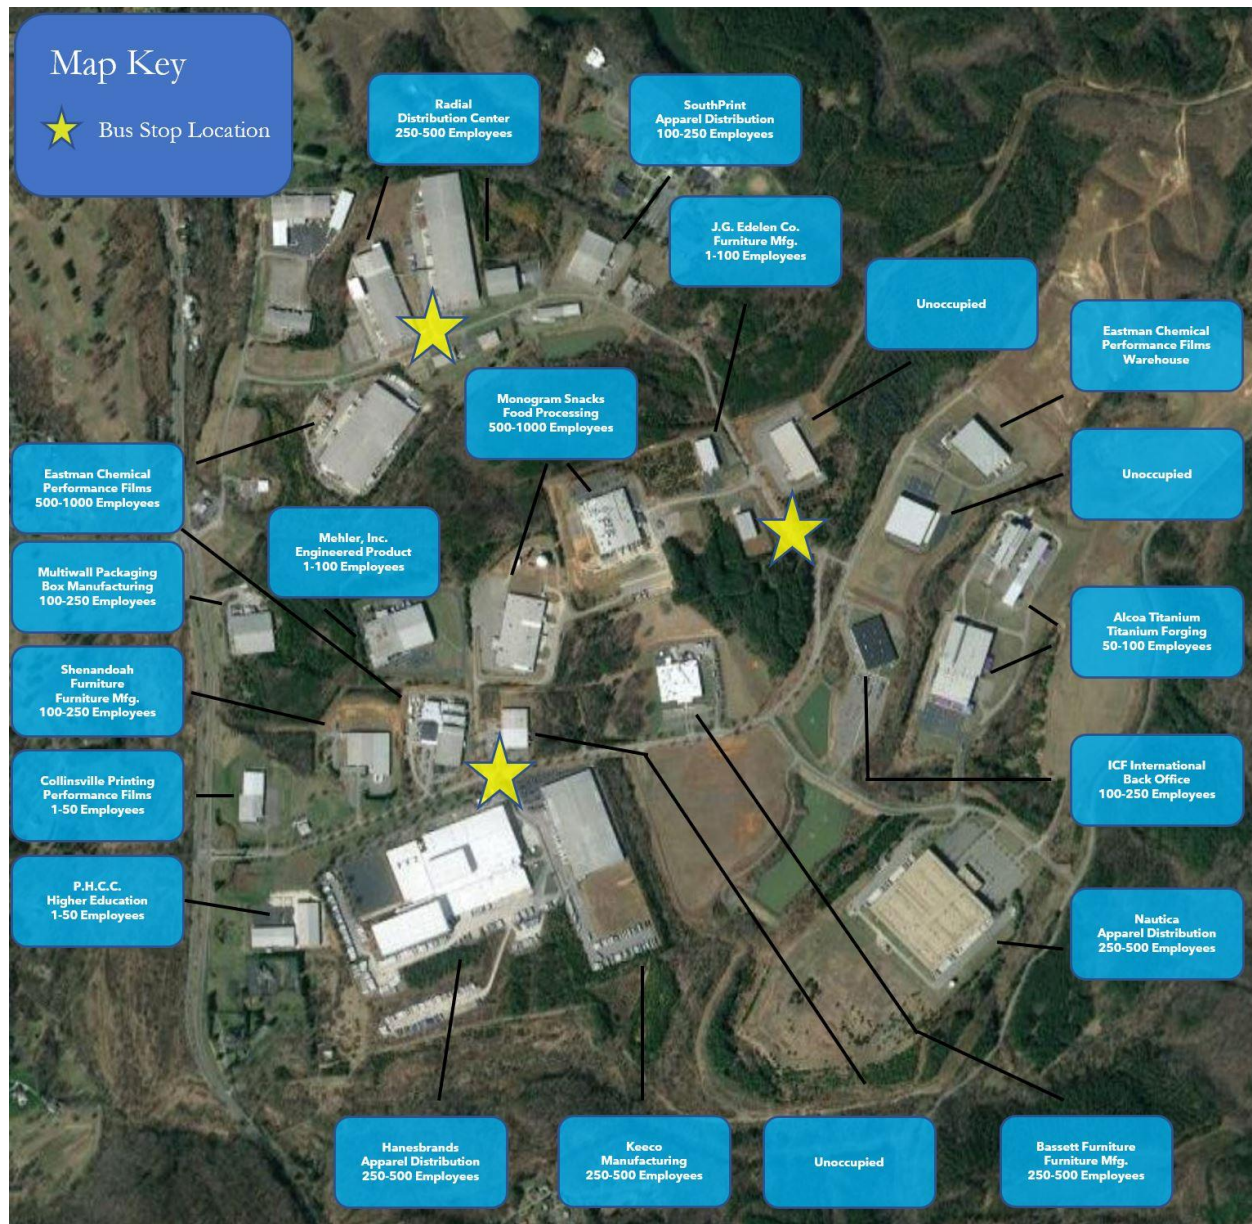 Map Key
Bus Stop Location
Radial
Distribution Center
250-500 Employees
SouthPrint
Apparel Distribution
100-250 Employees
J.G. Edelen Co.
Furniture Mfg.
1-100 Employees
Unoccupied
Eastman Chemical
Performance Films
Warehouse
Monogram Snacks
Food Processing
500-1000 Employees
Unoccupied
Eastman Chemical
Performance Films
500-1000 Employees
Mehler, Inc.
Engineered Product
1-100 Employees
Multiwall Packaging
Box Manufacturing
100-250 Employees
Alcoa Titanium
Titanium Forging
50-100 Employees
Shenandoah
Furniture
Furniture Mfg.
100-250 Employees
ICF International
Back Office
100-250 Employees
Collinsville Printing
Performance Films
1-50 Employees
P.H.C.C.
Higher Education
1-50 Employees
Nautica
Apparel Distribution
250-500 Employees
Hanesbrands
Apparel Distribution
250-500 Employees
Keeco
Manufacturing
250-500 Employees
Unoccupied
Bassett Furniture
Furniture Mfg.
250-500 Employees